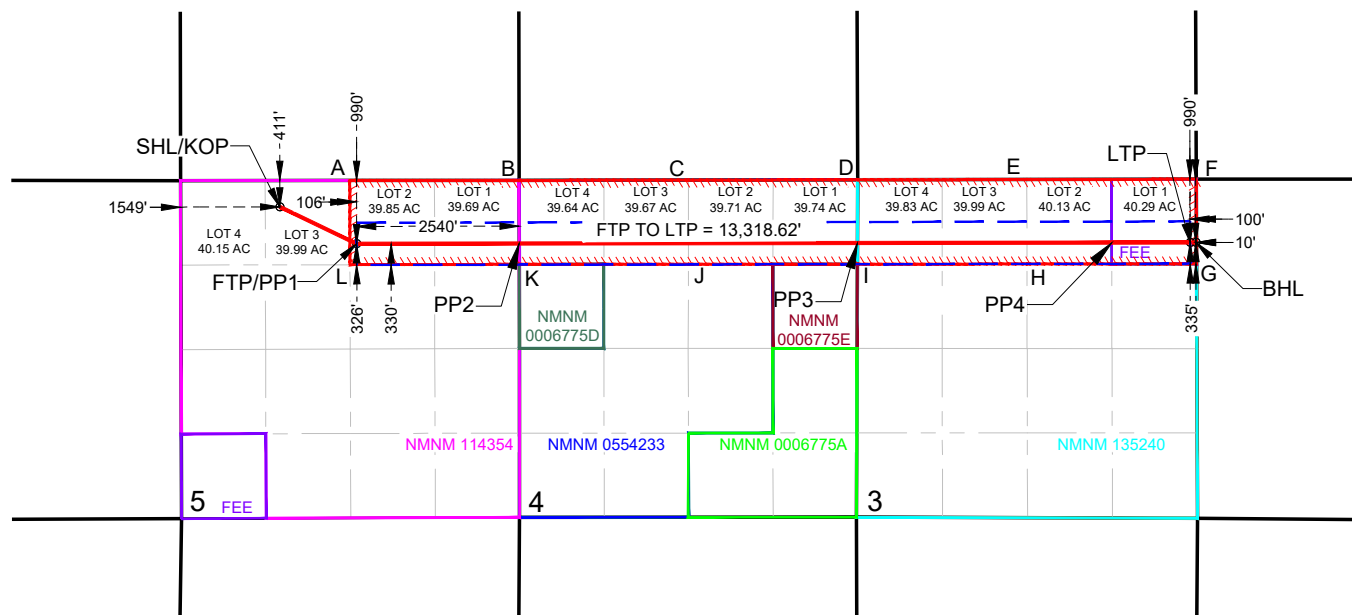 411'
990'
990'
SHL/KOP
LTP
A
B
C
D
E
F
LOT 2
39.85 AC
LOT 1
39.69 AC
LOT 4
39.64 AC
LOT 3
39.67 AC
LOT 2
39.71 AC
LOT 1
39.74 AC
LOT 4
39.83 AC
LOT 3
39.99 AC
LOT 2
40.13 AC
LOT 1
40.29 AC
1549'
106'
2540'
FTP TO LTP = 13,318.62'
100'
10'
LOT 4
40.15 AC
LOT 3
39.99 AC
FEE
FTP/PP1
L
K
J
I
H
G
PP2
PP3
PP4
BHL
326'
330'
335'
NMNM
0006775D
NMNM
0006775E
NMNM 114354
NMNM 0554233
NMNM 0006775A
NMNM 135240
5
FEE
4
3